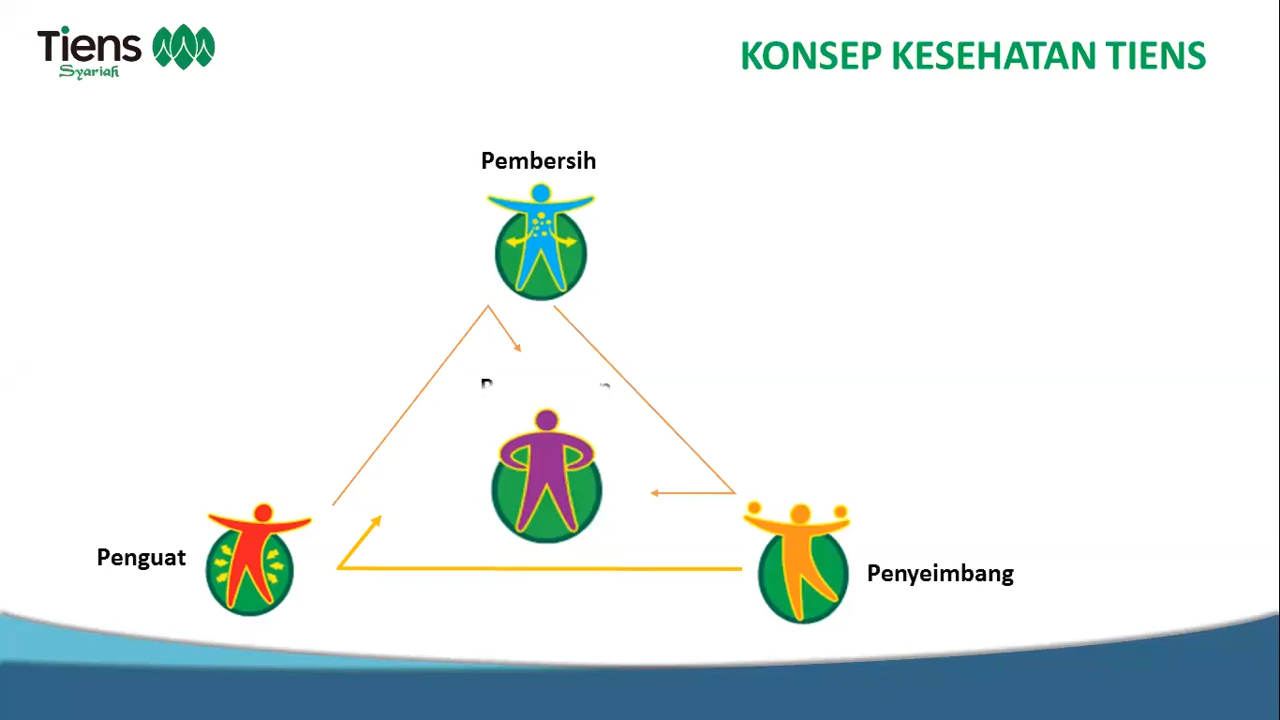 Tiens
Syariah
KONSEP KESEHATAN TIENS
Pembersih
Penguat
Penyeimbang